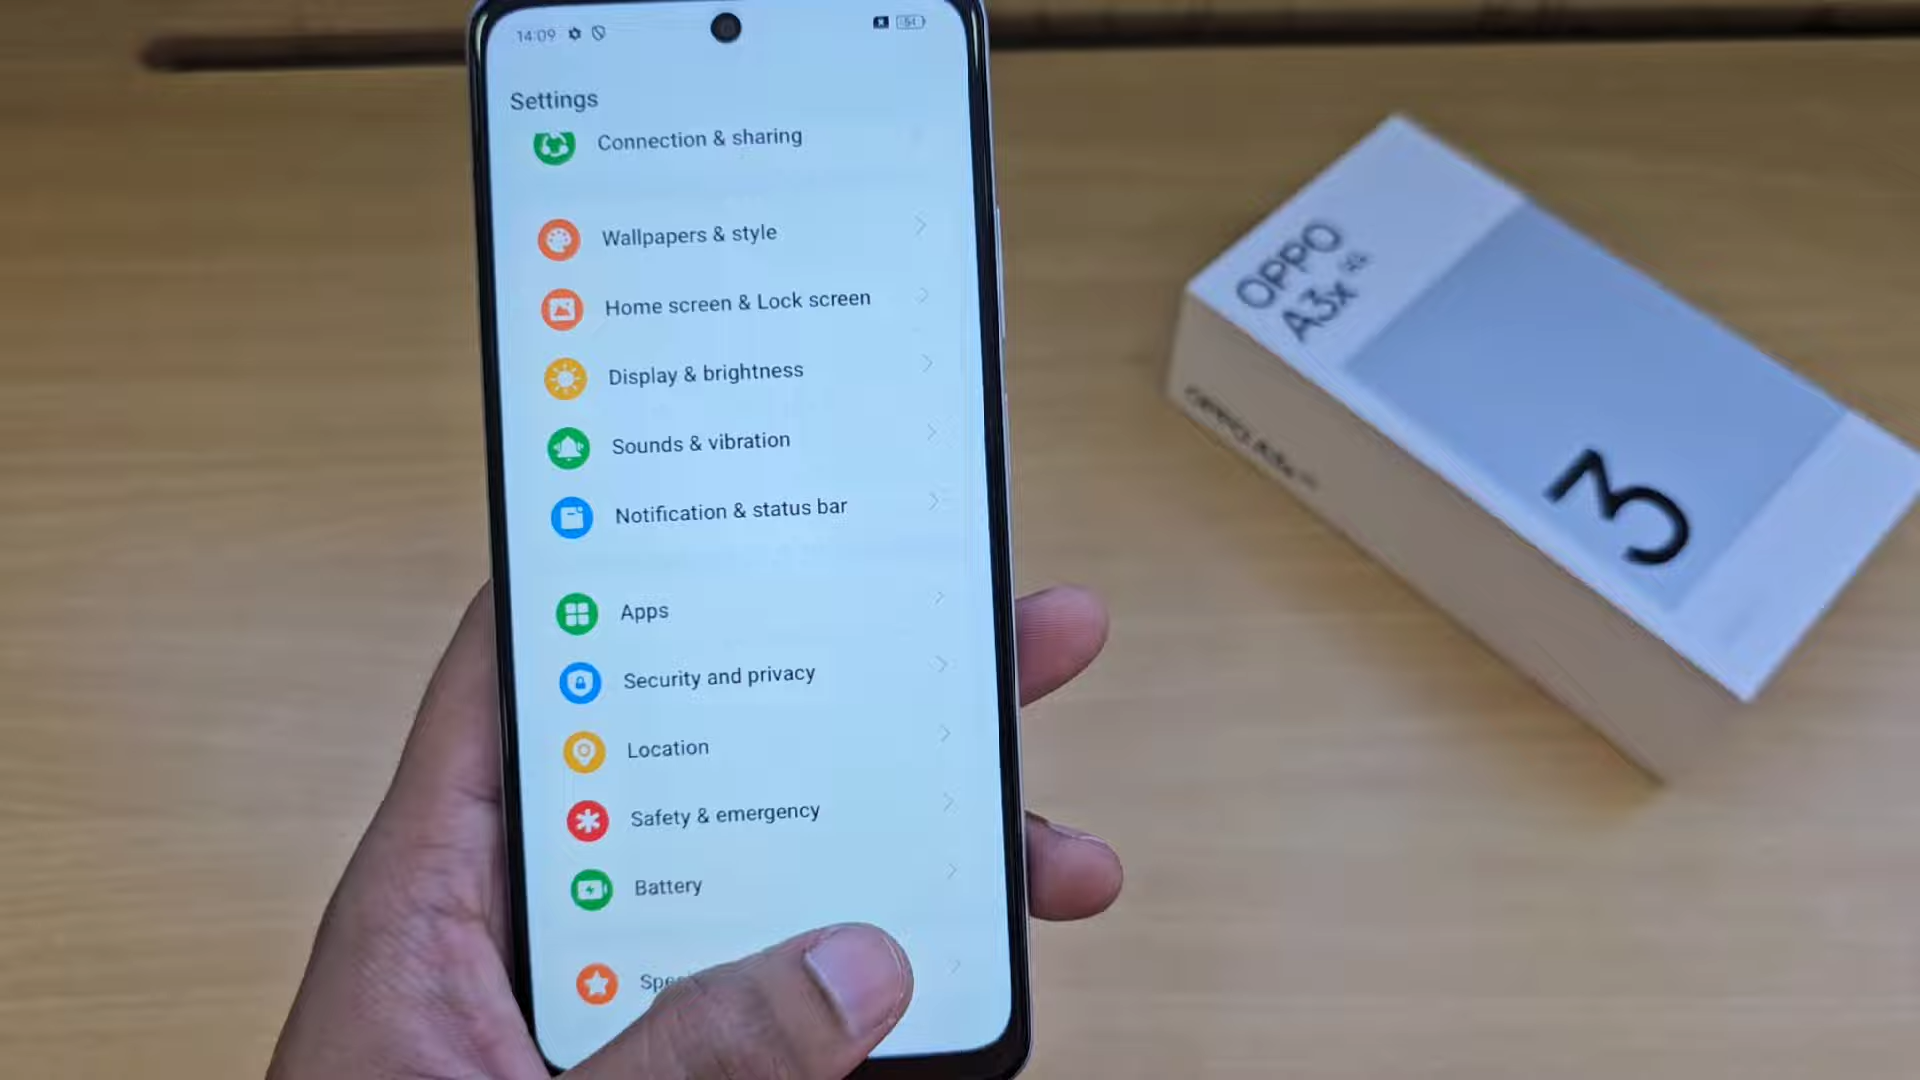 14:09
54
Settings
Connection & sharing
Wallpapers & style
Home screen & Lock screen
Display & brightness
Sounds & vibration
Notification & status bar
Apps
Security and privacy
Location
Safety & emergency
Battery
OPPO
A3x
3